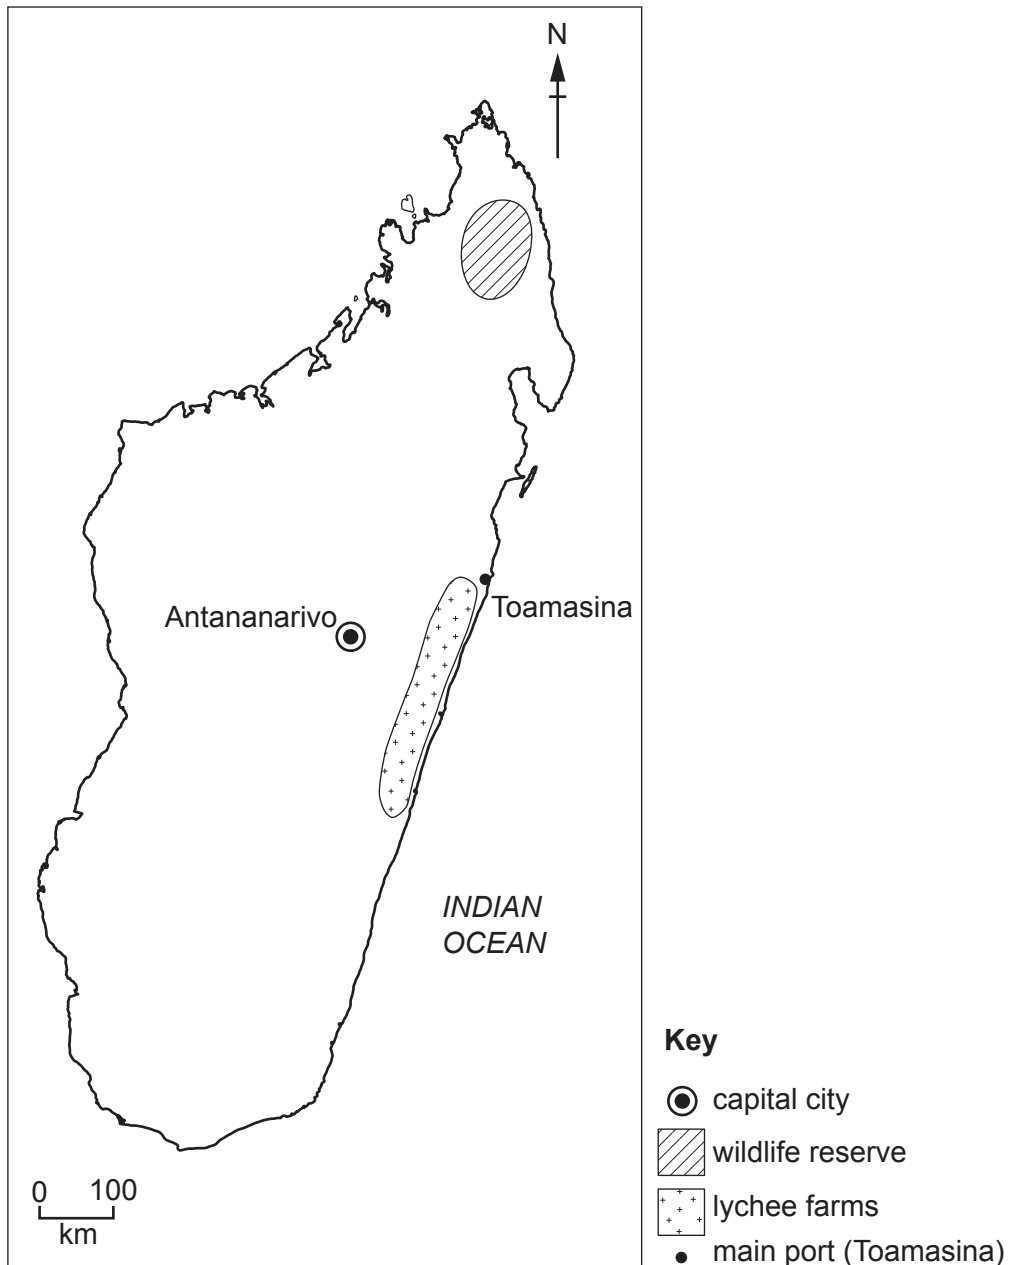 N
Antananarivo
Toamasina
INDIAN
OCEAN
0 100
km
Key
capital city
wildlife reserve
lychee farms
main port (Toamasina)